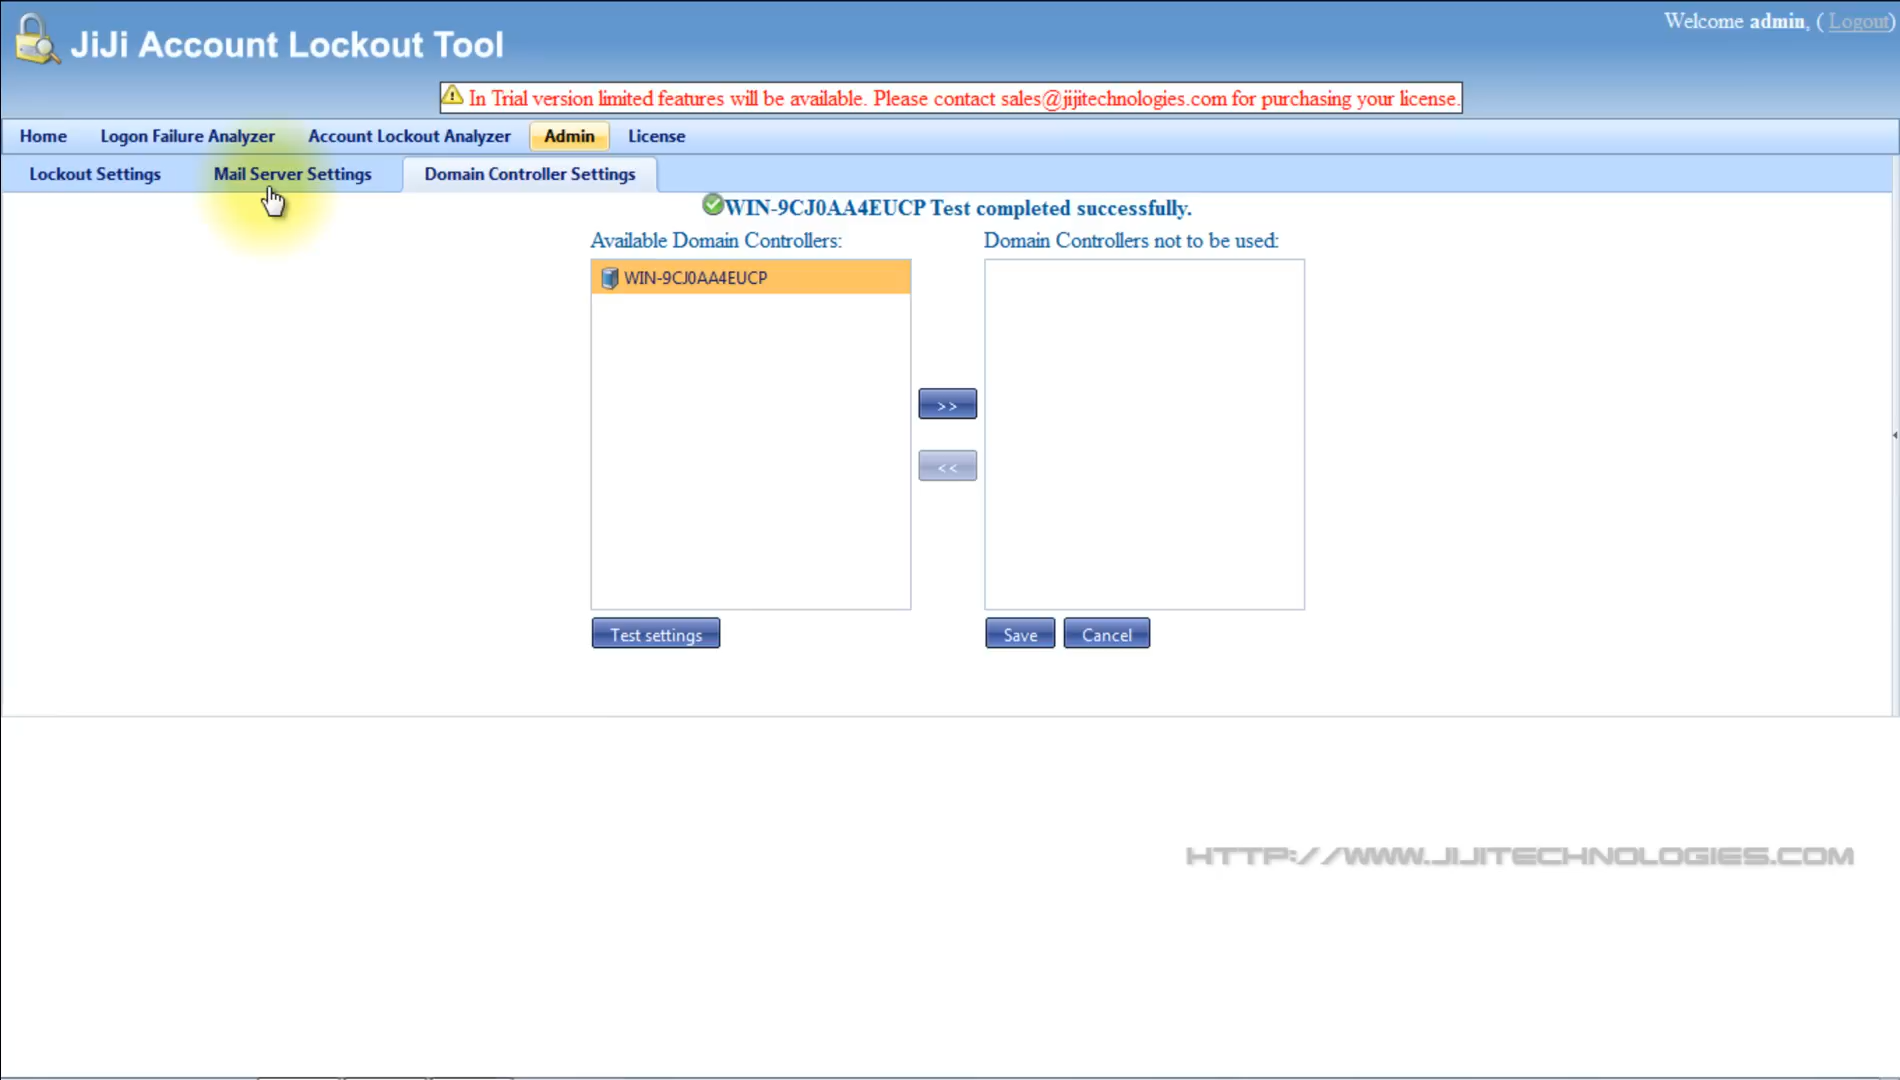 Welcome admin, ( Logout)
JiJi Account Lockout Tool
In Trial version limited features will be available. Please contact sales@jijitechnologies.com for purchasing your license.
Home Logon Failure Analyzer Account Lockout Analyzer Admin License
Lockout Settings Mail Server Settings Domain Controller Settings
WIN-9CJ0AA4EUCP Test completed successfully.
Available Domain Controllers: Domain Controllers not to be used:
WIN-9CJ0AA4EUCP
>>
<<
Test settings Save Cancel
HTTP://WWW.JIJITECHNOLOGIES.COM